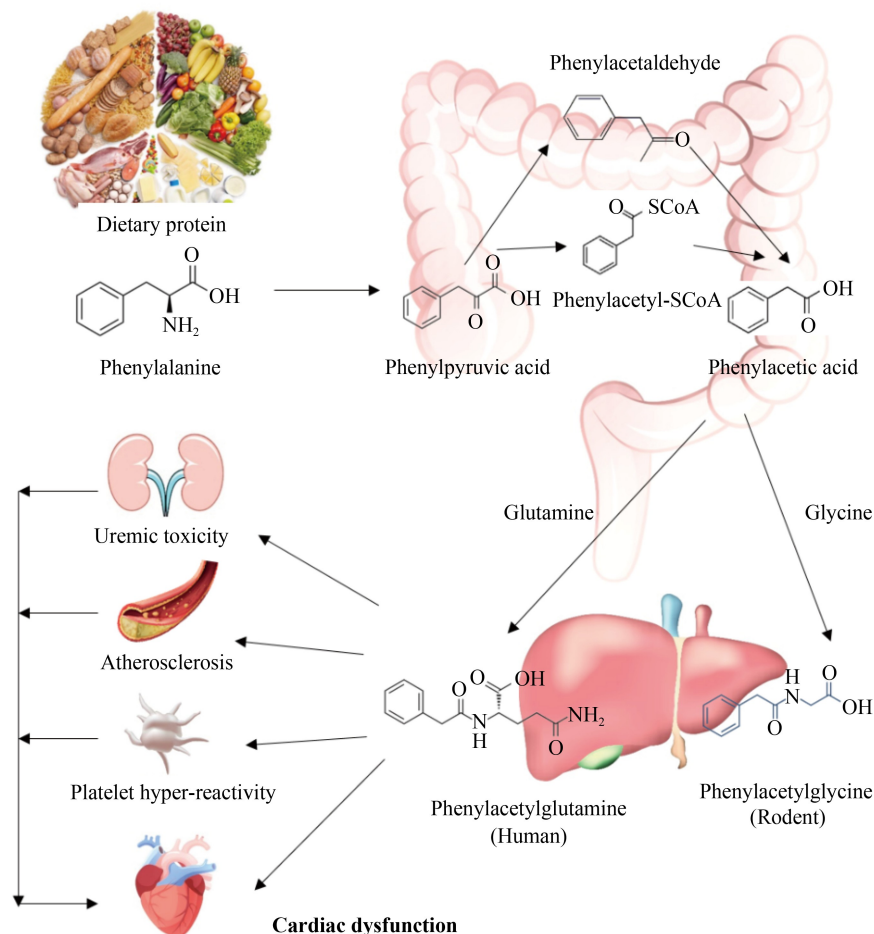 Phenylacetaldehyde
O
Dietary protein
O SCoA
O
OH
NH2
O
OH
O
Phenylacetyl-SCoA
OH
O
Phenylalanine
Phenylpyruvic acid
Phenylacetic acid
Glutamine
Glycine
Uremic toxicity
Atherosclerosis
O
OH
O
N
H
NH2
O
H
N
O
O
OH
Platelet hyper-reactivity
Phenylacetylglutamine
(Human)
Phenylacetylglycine
(Rodent)
Cardiac dysfunction